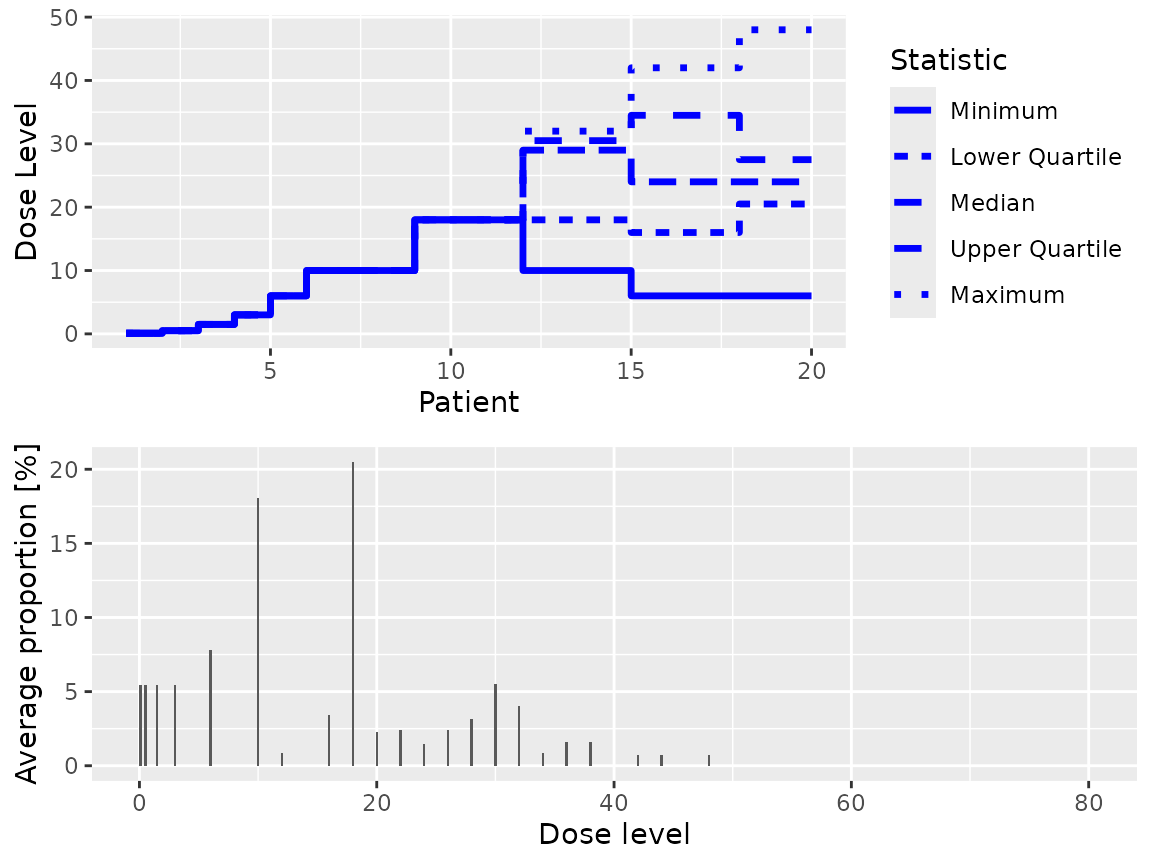 50
40
30
20
10
0
Dose Level
5
10
15
20
Patient
Statistic
Minimum
Lower Quartile
Median
Upper Quartile
Maximum
20
15
10
5
0
Average proportion [%]
0
20
40
60
80
Dose level